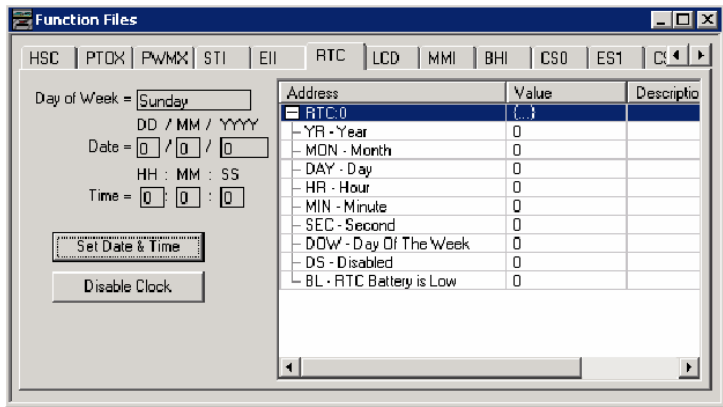 Function Files
HSC PTOX PWMX STI EII RTC LCD MMI BHI CS0 ES1
Day of Week = Sunday
DD / MM / YYYY
Date = 0 / 0 / 0
HH : MM : SS
Time = 0 : 0 : 0
Set Date & Time
Disable Clock
Address Value Descriptio
RTC:0 {...}
YR - Year 0
MON - Month 0
DAY - Day 0
HR - Hour 0
MIN - Minute 0
SEC - Second 0
DOW - Day Of The Week 0
DS - Disabled 0
BL - RTC Battery is Low 0